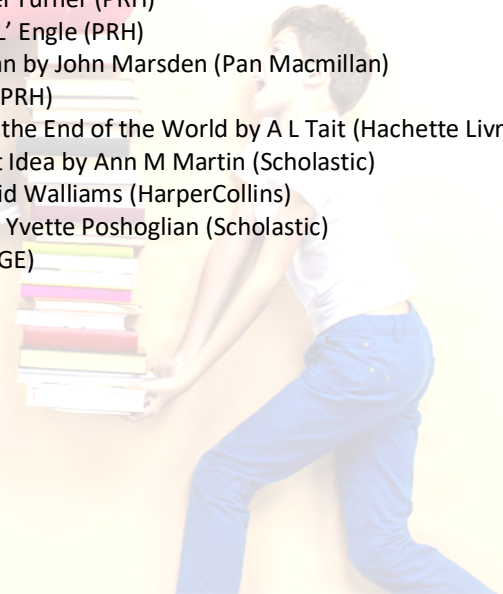 er Turner (PRH)
L’ Engle (PRH)
an by John Marsden (Pan Macmillan)
PRH)
the End of the World by A L Tait (Hachette Livr
t Idea by Ann M Martin (Scholastic)
id Walliams (HarperCollins)
Yvette Poshoglian (Scholastic)
GE)